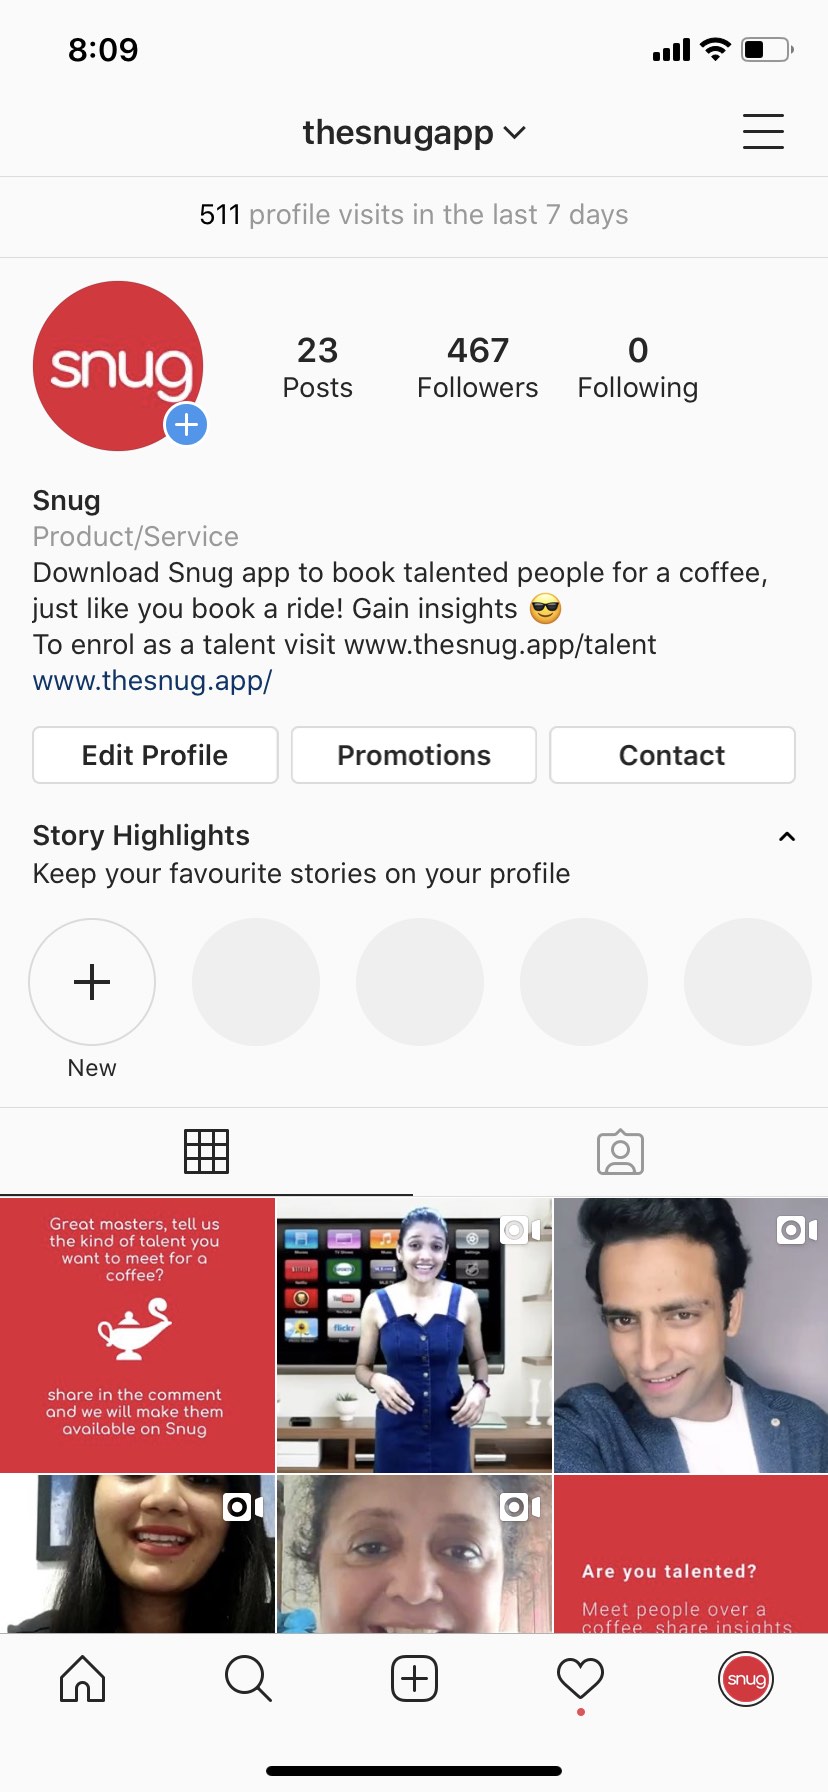 8:09
thesnugapp
511 profile visits in the last 7 days
snug
23
Posts
467
Followers
0
Following
Snug
Product/Service
Download Snug app to book talented people for a coffee,
just like you book a ride! Gain insights 😎
To enrol as a talent visit www.thesnug.app/talent
www.thesnug.app/
Edit Profile
Promotions
Contact
Story Highlights
Keep your favourite stories on your profile
New
Great masters, tell us
the kind of talent you
want to meet for a
coffee?
share in the comment
and we will make them
available on Snug
flickr
Are you talented?
Meet people over a
coffee, share insights,
snug